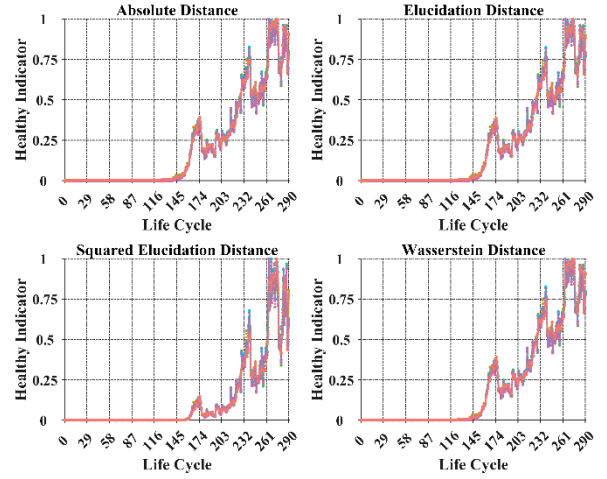 Absolute Distance
Healthy Indicator
1
0.75
0.5
0.25
0
0 29 58 87 116 145 174 203 232 261 290
Life Cycle
Elucidation Distance
Healthy Indicator
1
0.75
0.5
0.25
0
0 29 58 87 116 145 174 203 232 261 290
Life Cycle
Squared Elucidation Distance
Healthy Indicator
1
0.75
0.5
0.25
0
0 29 58 87 116 145 174 203 232 261 290
Life Cycle
Wasserstein Distance
Healthy Indicator
1
0.75
0.5
0.25
0
0 29 58 87 116 145 174 203 232 261 290
Life Cycle